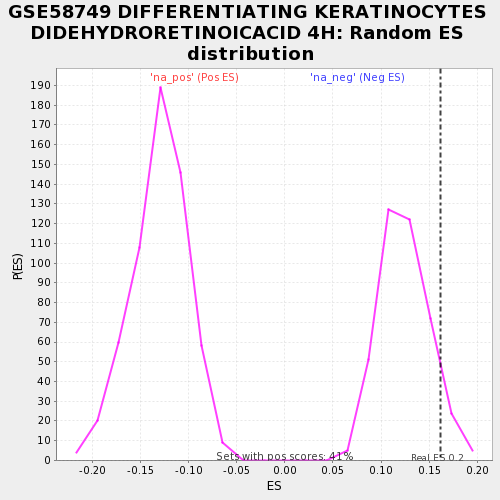 GSE58749 DIFFERENTIATING KERATINOCYTES
DIDEHYDRORETINOICACID 4H: Random ES
distribution
'na_pos' (Pos ES)
'na_neg' (Neg ES)
190
180
170
160
150
140
130
120
110
100
90
80
70
60
50
40
30
20
10
0
P(ES)
Sets with pos scores: 41%
Real ES 0.2
-0.20 -0.15 -0.10 -0.05 0.00 0.05 0.10 0.15 0.20
ES